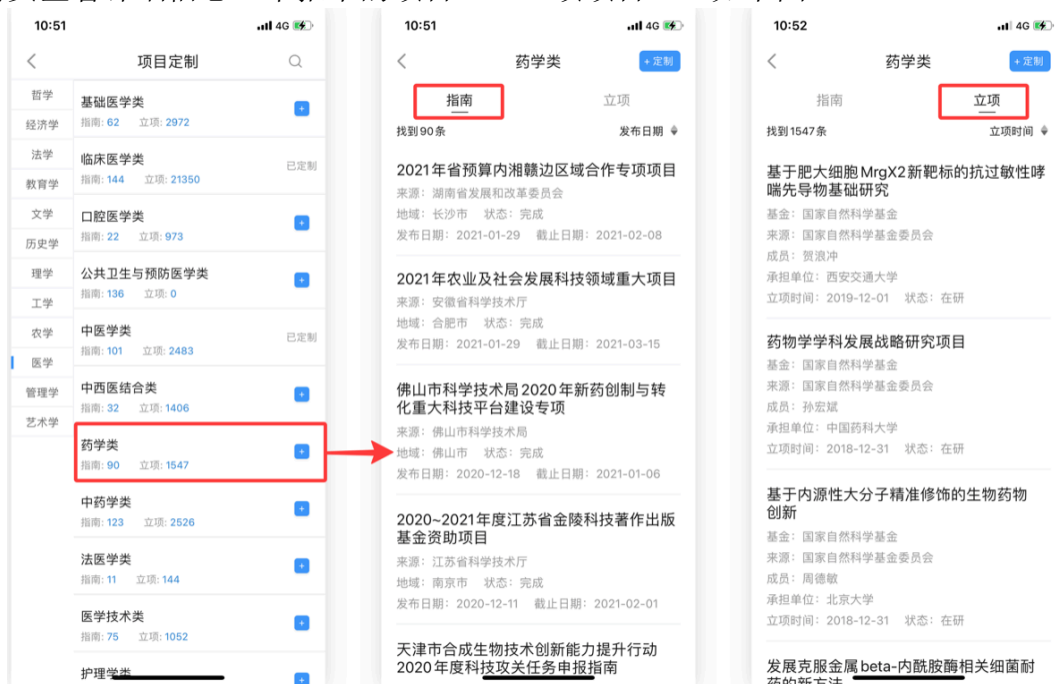 10:51
4G
项目定制
哲学
经济学
法学
教育学
文学
历史学
理学
工学
农学
医学
管理学
艺术学
基础医学类
指南: 62 立项: 2972
+
临床医学类
已定制
指南: 144 立项: 21350
口腔医学类
指南: 22 立项: 973
+
公共卫生与预防医学类
指南: 136 立项: 0
+
中医学类
已定制
指南: 101 立项: 2483
中西医结合类
指南: 32 立项: 1406
+
药学类
指南: 90 立项: 1547
+
中药学类
指南: 123 立项: 2526
+
法医学类
指南: 11 立项: 144
+
医学技术类
指南: 75 立项: 1052
+
护理学类
+
10:51
4G
药学类
+ 定制
指南 立项
找到90条 发布日期
2021年省预算内湘赣边区域合作专项项目
来源: 湖南省发展和改革委员会
地域: 长沙市 状态: 完成
发布日期: 2021-01-29 截止日期: 2021-02-08
2021年农业及社会发展科技领域重大项目
来源: 安徽省科学技术厅
地域: 合肥市 状态: 完成
发布日期: 2021-01-29 截止日期: 2021-03-15
佛山市科学技术局2020年新药创制与转
化重大科技平台建设专项
来源: 佛山市科学技术局
地域: 佛山市 状态: 完成
发布日期: 2020-12-18 截止日期: 2021-01-06
2020~2021年度江苏省金陵科技著作出版
基金资助项目
来源: 江苏省科学技术厅
地域: 南京市 状态: 完成
发布日期: 2020-12-11 截止日期: 2021-02-01
天津市合成生物技术创新能力提升行动
2020年度科技攻关任务申报指南
10:52
4G
药学类
+ 定制
指南 立项
找到1547条 立项时间
基于肥大细胞MrgX2新靶标的抗过敏性哮
喘先导物基础研究
基金: 国家自然科学基金
来源: 国家自然科学基金委员会
成员: 贺浪冲
承担单位: 西安交通大学
立项时间: 2019-12-01 状态: 在研
药物学学科发展战略研究项目
基金: 国家自然科学基金
来源: 国家自然科学基金委员会
成员: 孙宏斌
承担单位: 中国药科大学
立项时间: 2018-12-31 状态: 在研
基于内源性大分子精准修饰的生物药物
创新
基金: 国家自然科学基金
来源: 国家自然科学基金委员会
成员: 周德敏
承担单位: 北京大学
立项时间: 2018-12-31 状态: 在研
发展克服金属beta-内酰胺酶相关细菌耐
药的新方法